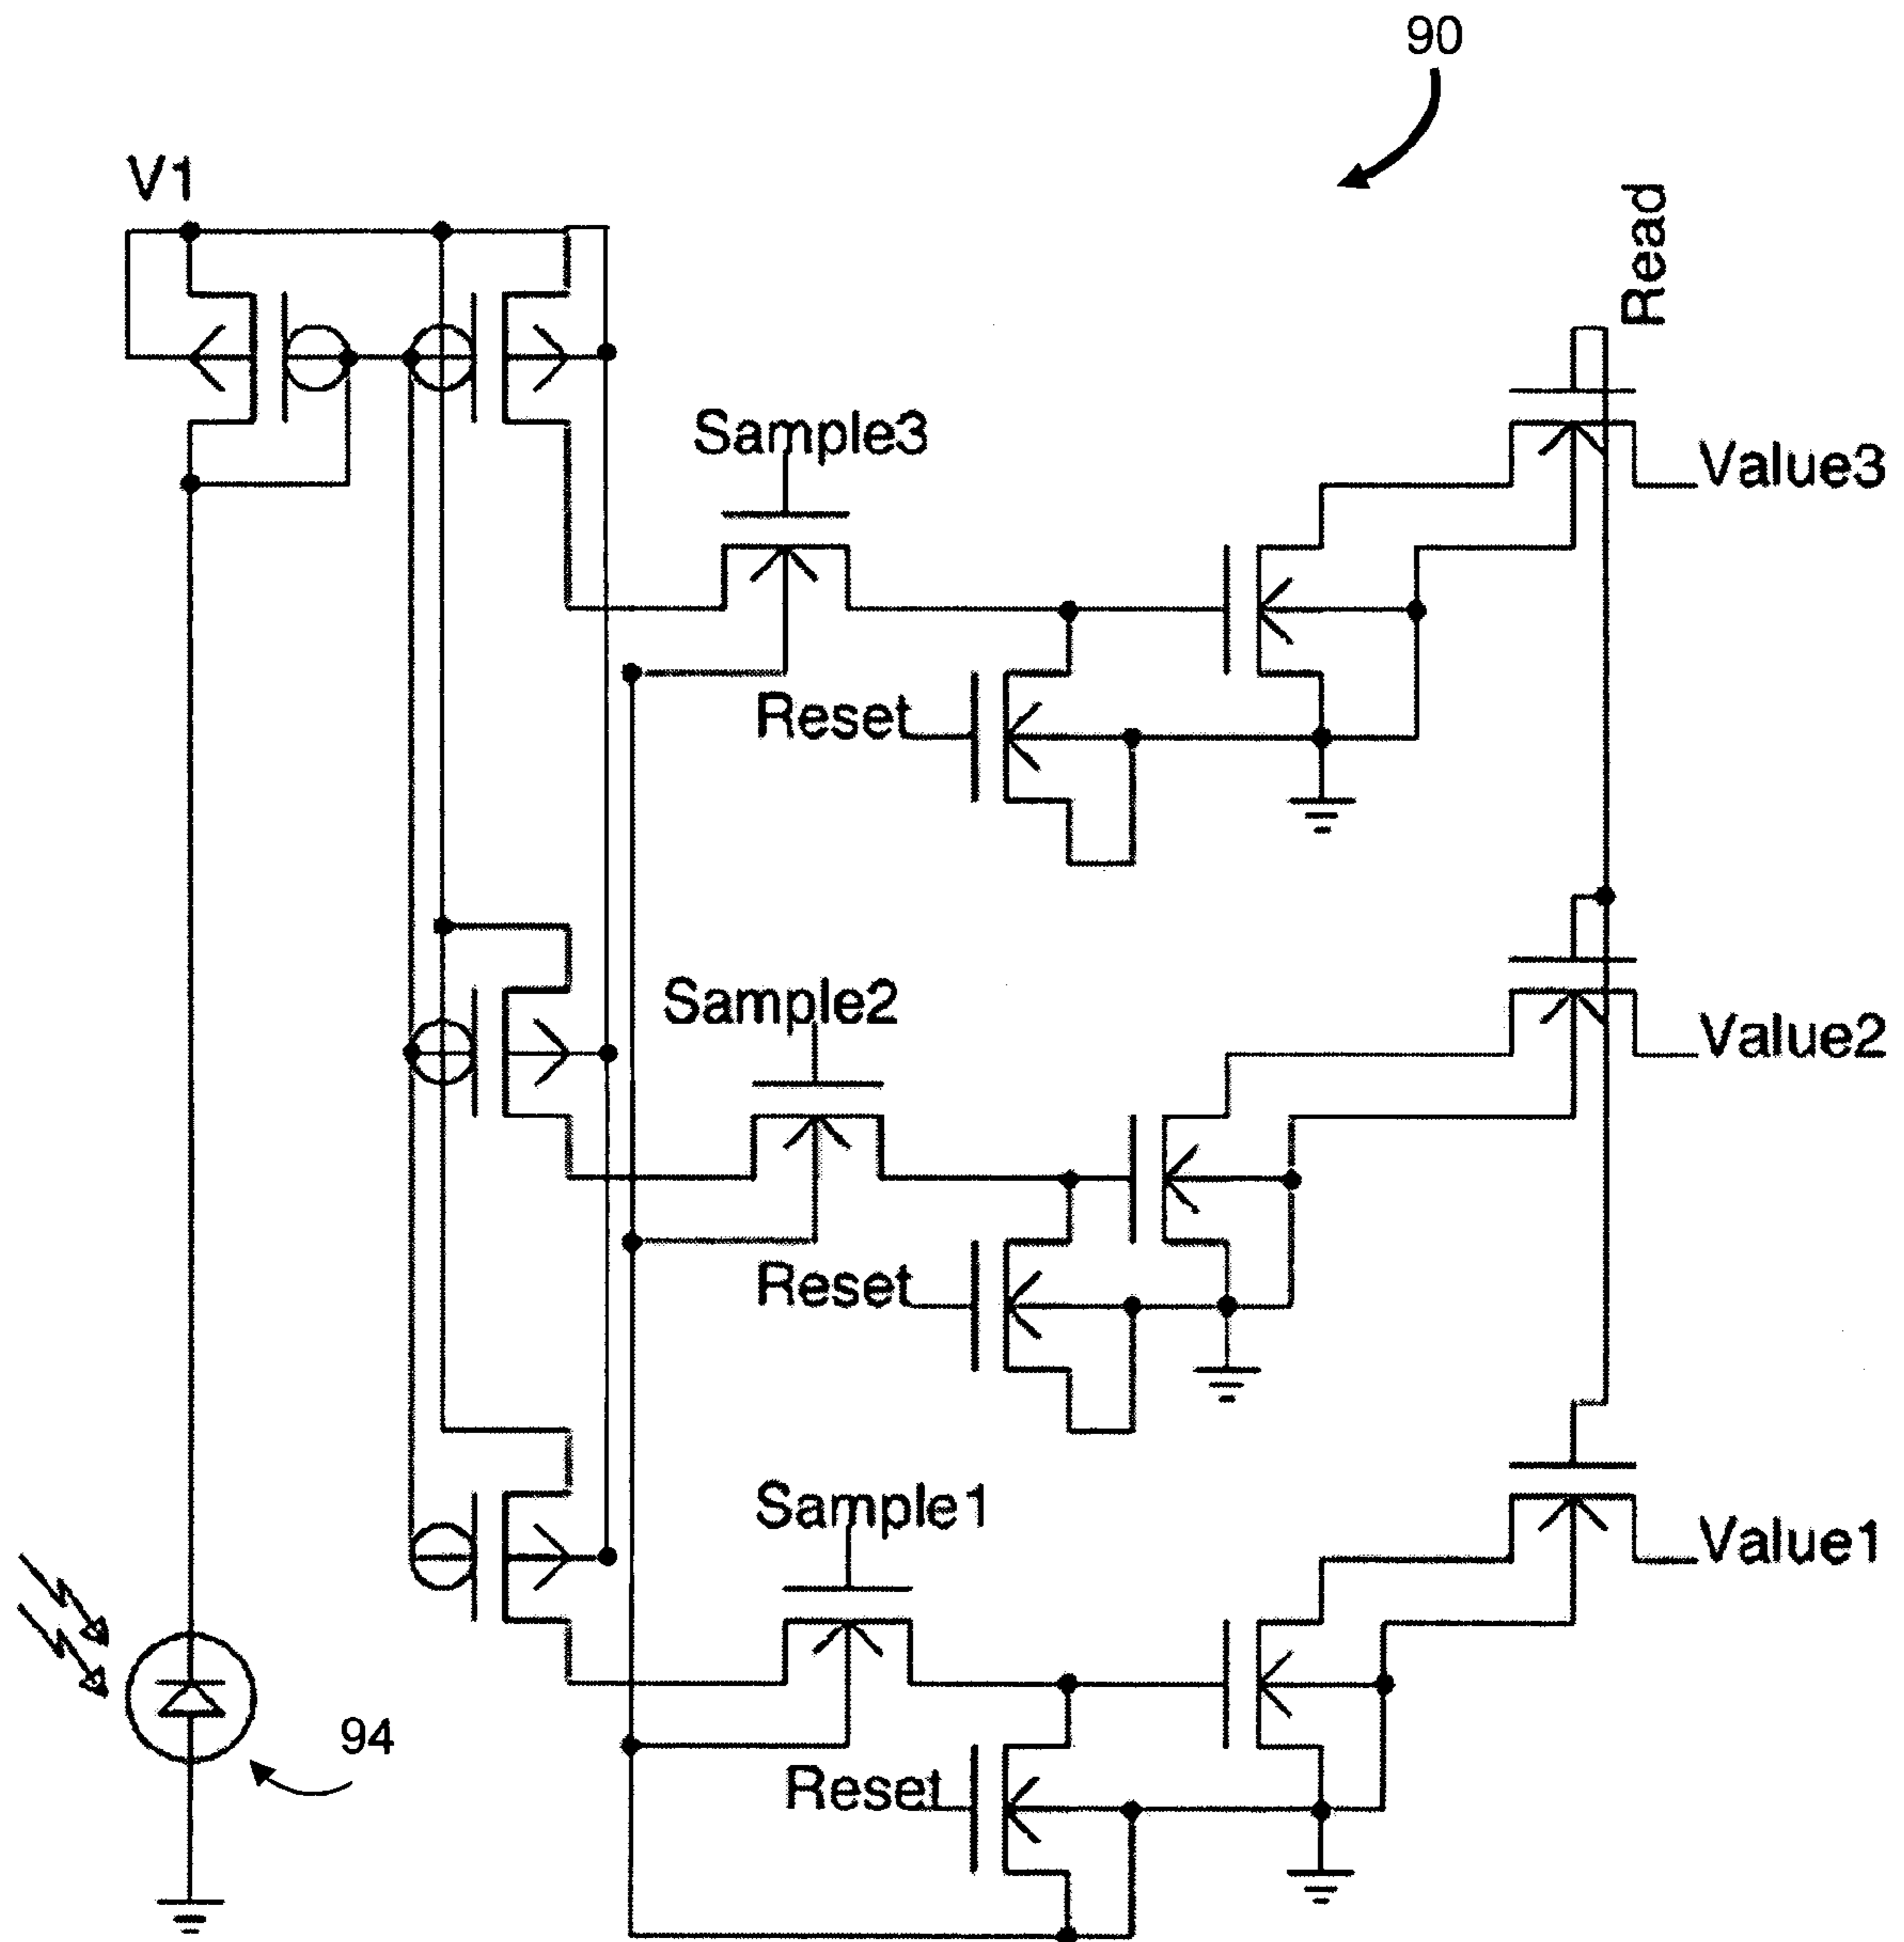 90
V1
Read
Sample3
Value3
Reset
Sample2
Value2
Reset
Sample1
Value1
94
Reset